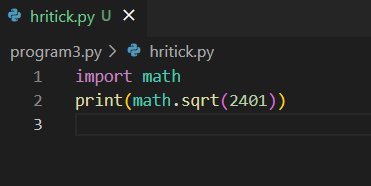 hritick.py U ×
program3.py > hritick.py
1 import math
2 print(math.sqrt(2401))
3